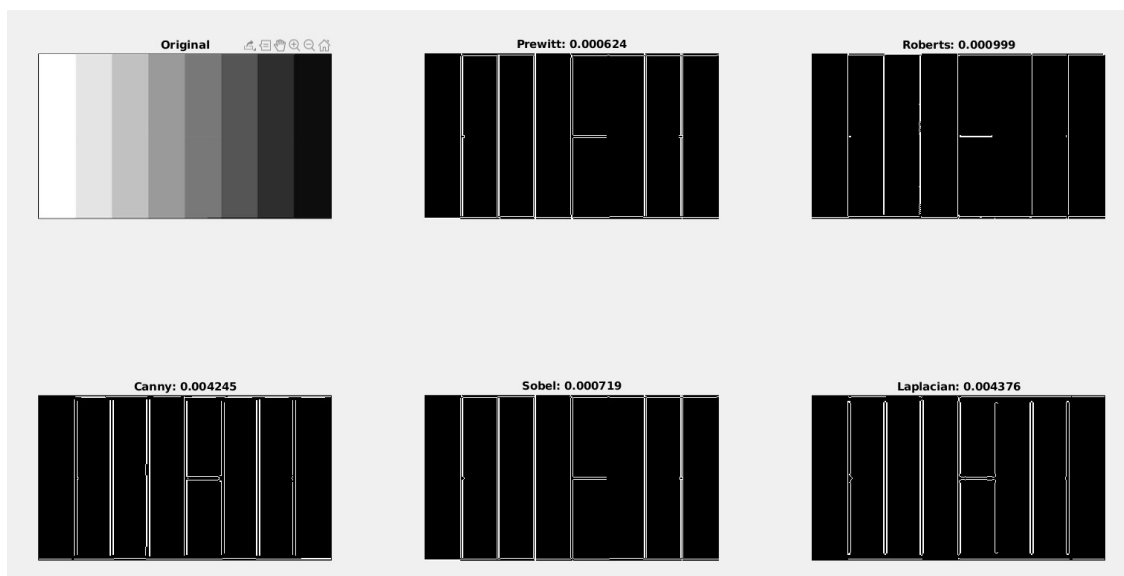 Original
Prewitt: 0.000624
Roberts: 0.000999
Canny: 0.004245
Sobel: 0.000719
Laplacian: 0.004376